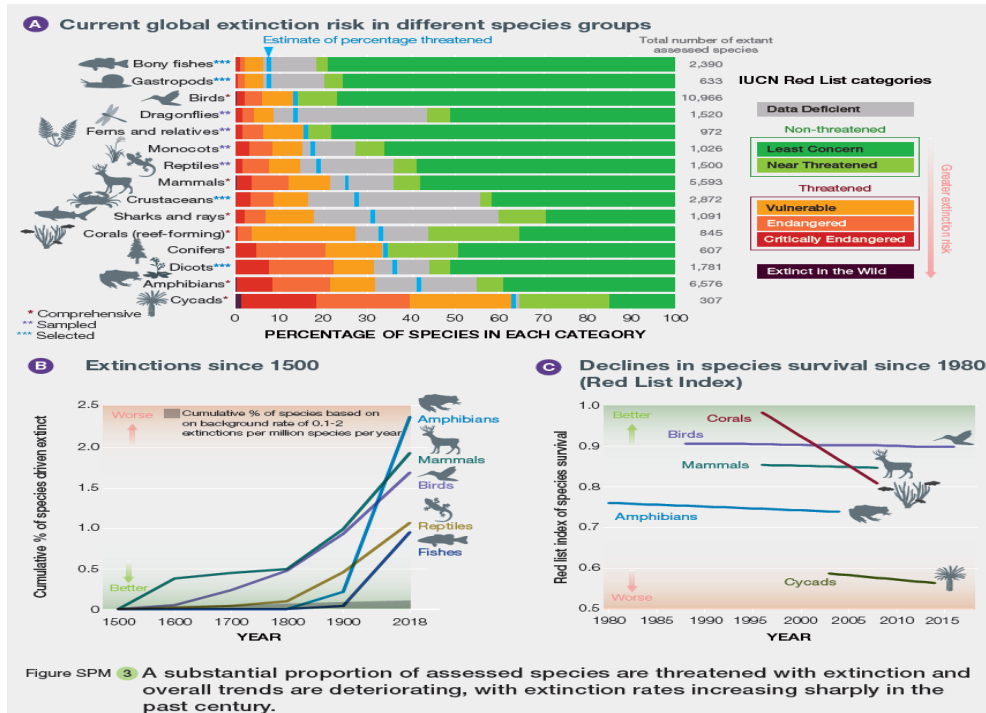 A Current global extinction risk in different species groups
Estimate of percentage threatened
Total number of extant
assessed species
Bony fishes*** 2,390
Gastropods*** 633
Birds* 10,966
Dragonflies** 1,520
Ferns and relatives** 972
Monocots** 1,026
Reptiles** 1,500
Mammals* 5,593
Crustaceans*** 2,872
Sharks and rays* 1,091
Corals (reef-forming)* 845
Conifers* 607
Dicots*** 1,781
Amphibians* 6,576
Cycads* 307
* Comprehensive
** Sampled
*** Selected
0 10 20 30 40 50 60 70 80 90 100
PERCENTAGE OF SPECIES IN EACH CATEGORY
IUCN Red List categories
Data Deficient
Non-threatened
Least Concern
Near Threatened
Threatened
Vulnerable
Endangered
Critically Endangered
Extinct in the Wild
Greater extinction risk
B Extinctions since 1500
Cumulative % of species driven extinct
2.5
2.0
1.5
1.0
0.5
0
Worse
Cumulative % of species based on
on background rate of 0.1-2
extinctions per million species per year
Amphibians
Mammals
Birds
Reptiles
Fishes
Better
1500 1600 1700 1800 1900 2018
YEAR
C Declines in species survival since 1980
(Red List Index)
Red list index of species survival
1.0
0.9
0.8
0.7
0.6
0.5
Better
Corals
Birds
Mammals
Amphibians
Cycads
Worse
1980 1985 1990 1995 2000 2005 2010 2015
YEAR
Figure SPM 3 A substantial proportion of assessed species are threatened with extinction and
overall trends are deteriorating, with extinction rates increasing sharply in the
past century.